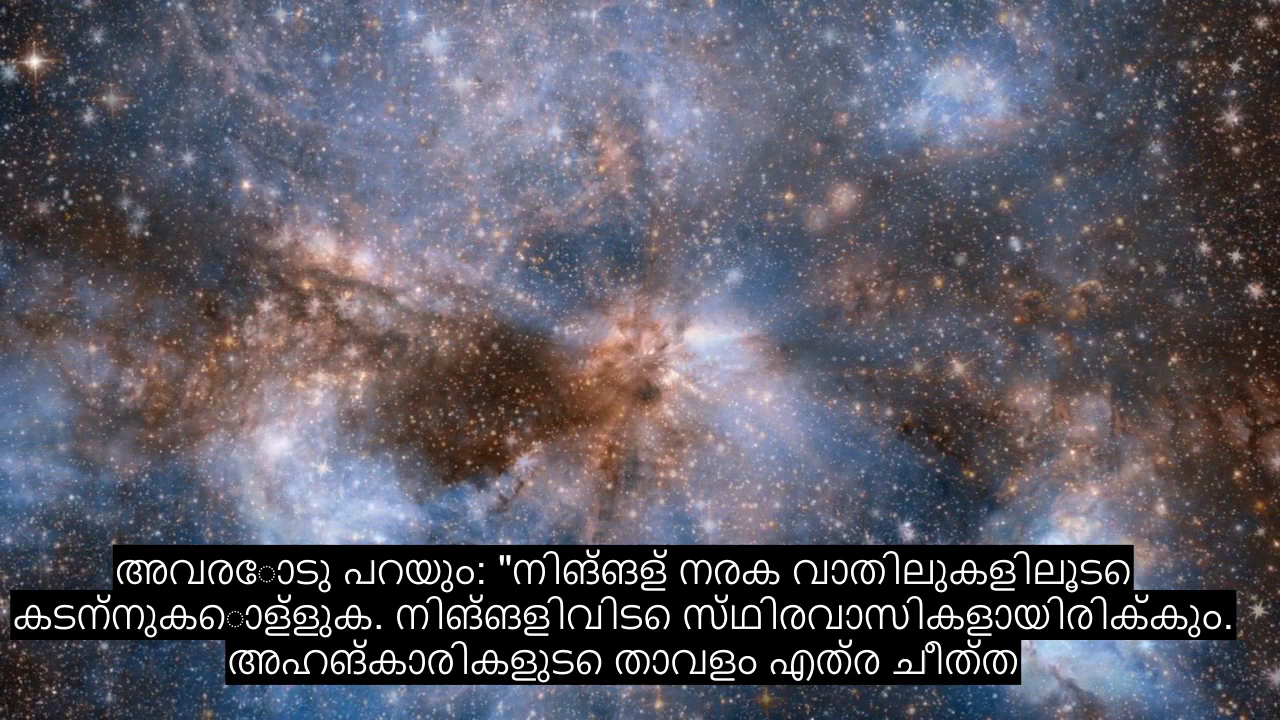 അവരോടു പറയും: "നിങ്ങള് നരക വാതിലുകളിലൂടെ
കടന്നുകൊള്ളുക. നിങ്ങളിവിടെ സ്ഥിരവാസികളായിരിക്കും.
അഹങ്കാരികളുടെ താവളം എത്ര ചീത്ത